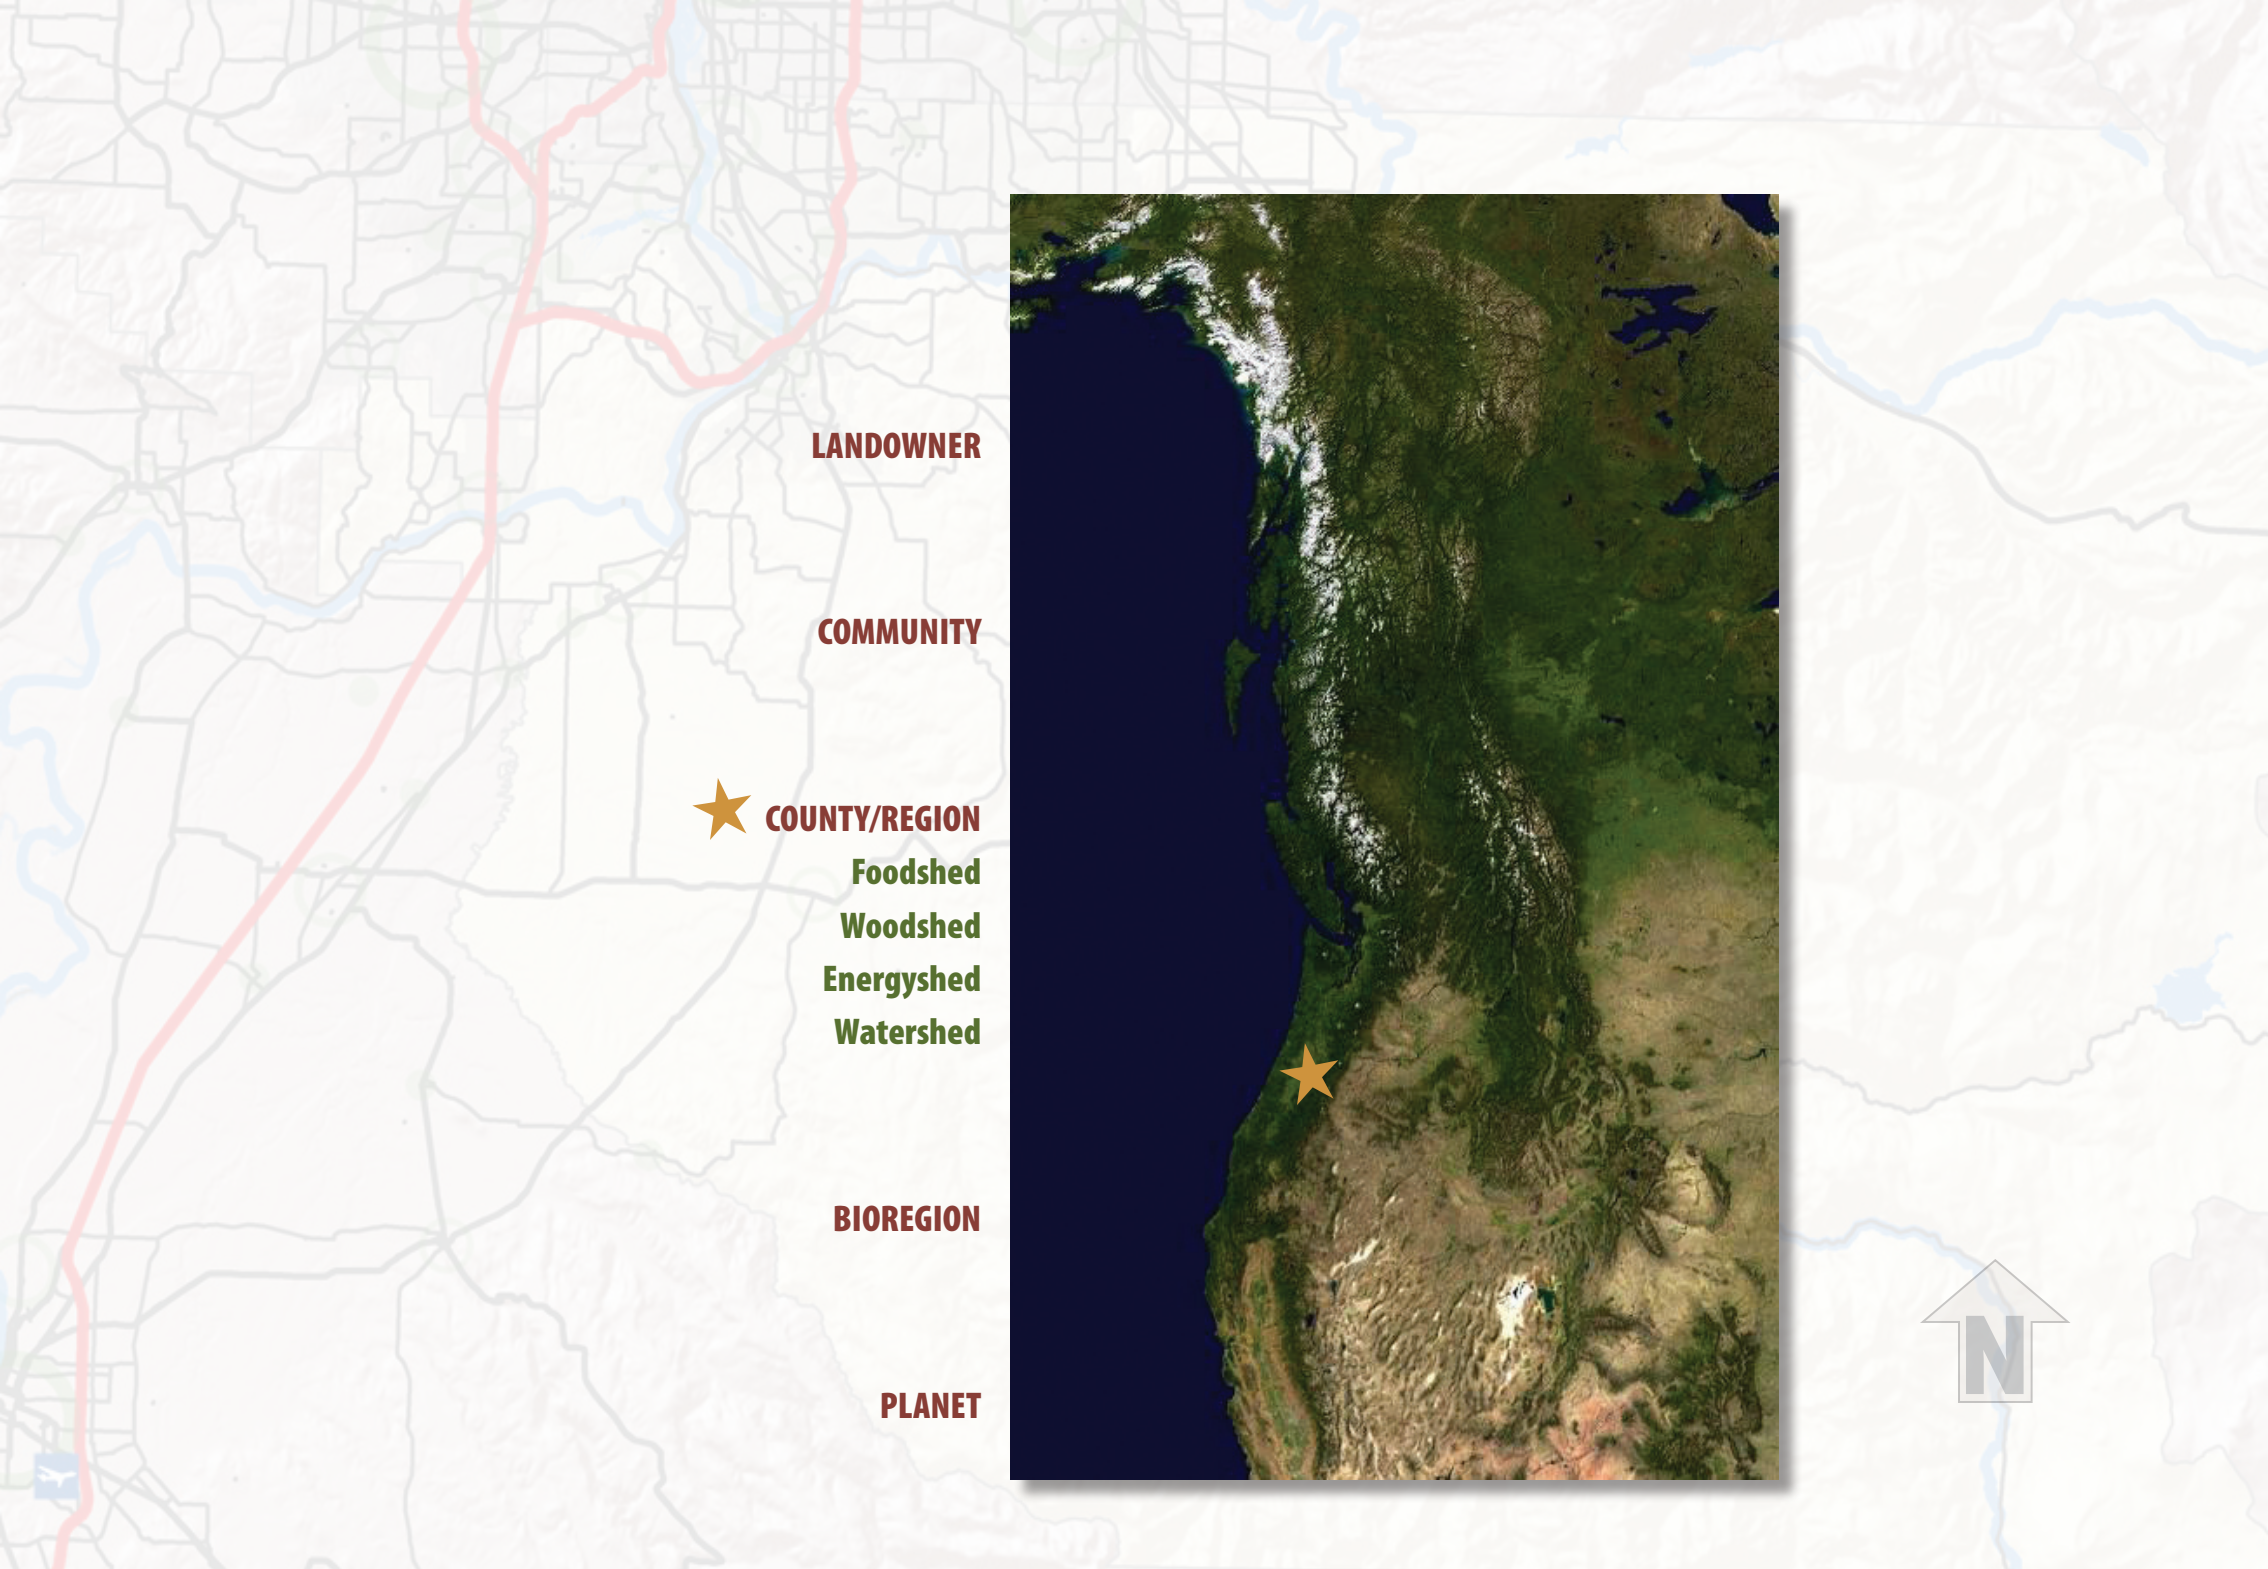 LANDOWNER
COMMUNITY
COUNTY/REGION
Foodshed
Woodshed
Energyshed
Watershed
BIOREGION
PLANET
N